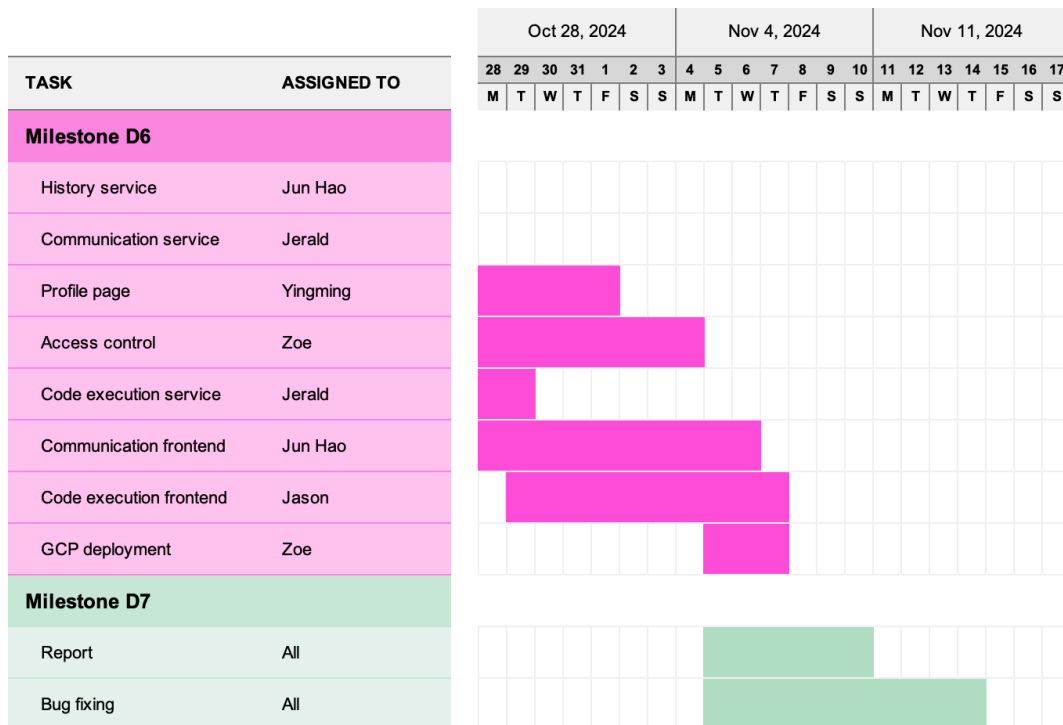 Oct 28, 2024 Nov 4, 2024 Nov 11, 2024
28 29 30 31 1 2 3 4 5 6 7 8 9 10 11 12 13 14 15 16 17
TASK ASSIGNED TO
M T W T F S S M T W T F S S M T W T F S S
Milestone D6
History service Jun Hao
Communication service Jerald
Profile page Yingming
Access control Zoe
Code execution service Jerald
Communication frontend Jun Hao
Code execution frontend Jason
GCP deployment Zoe
Milestone D7
Report All
Bug fixing All